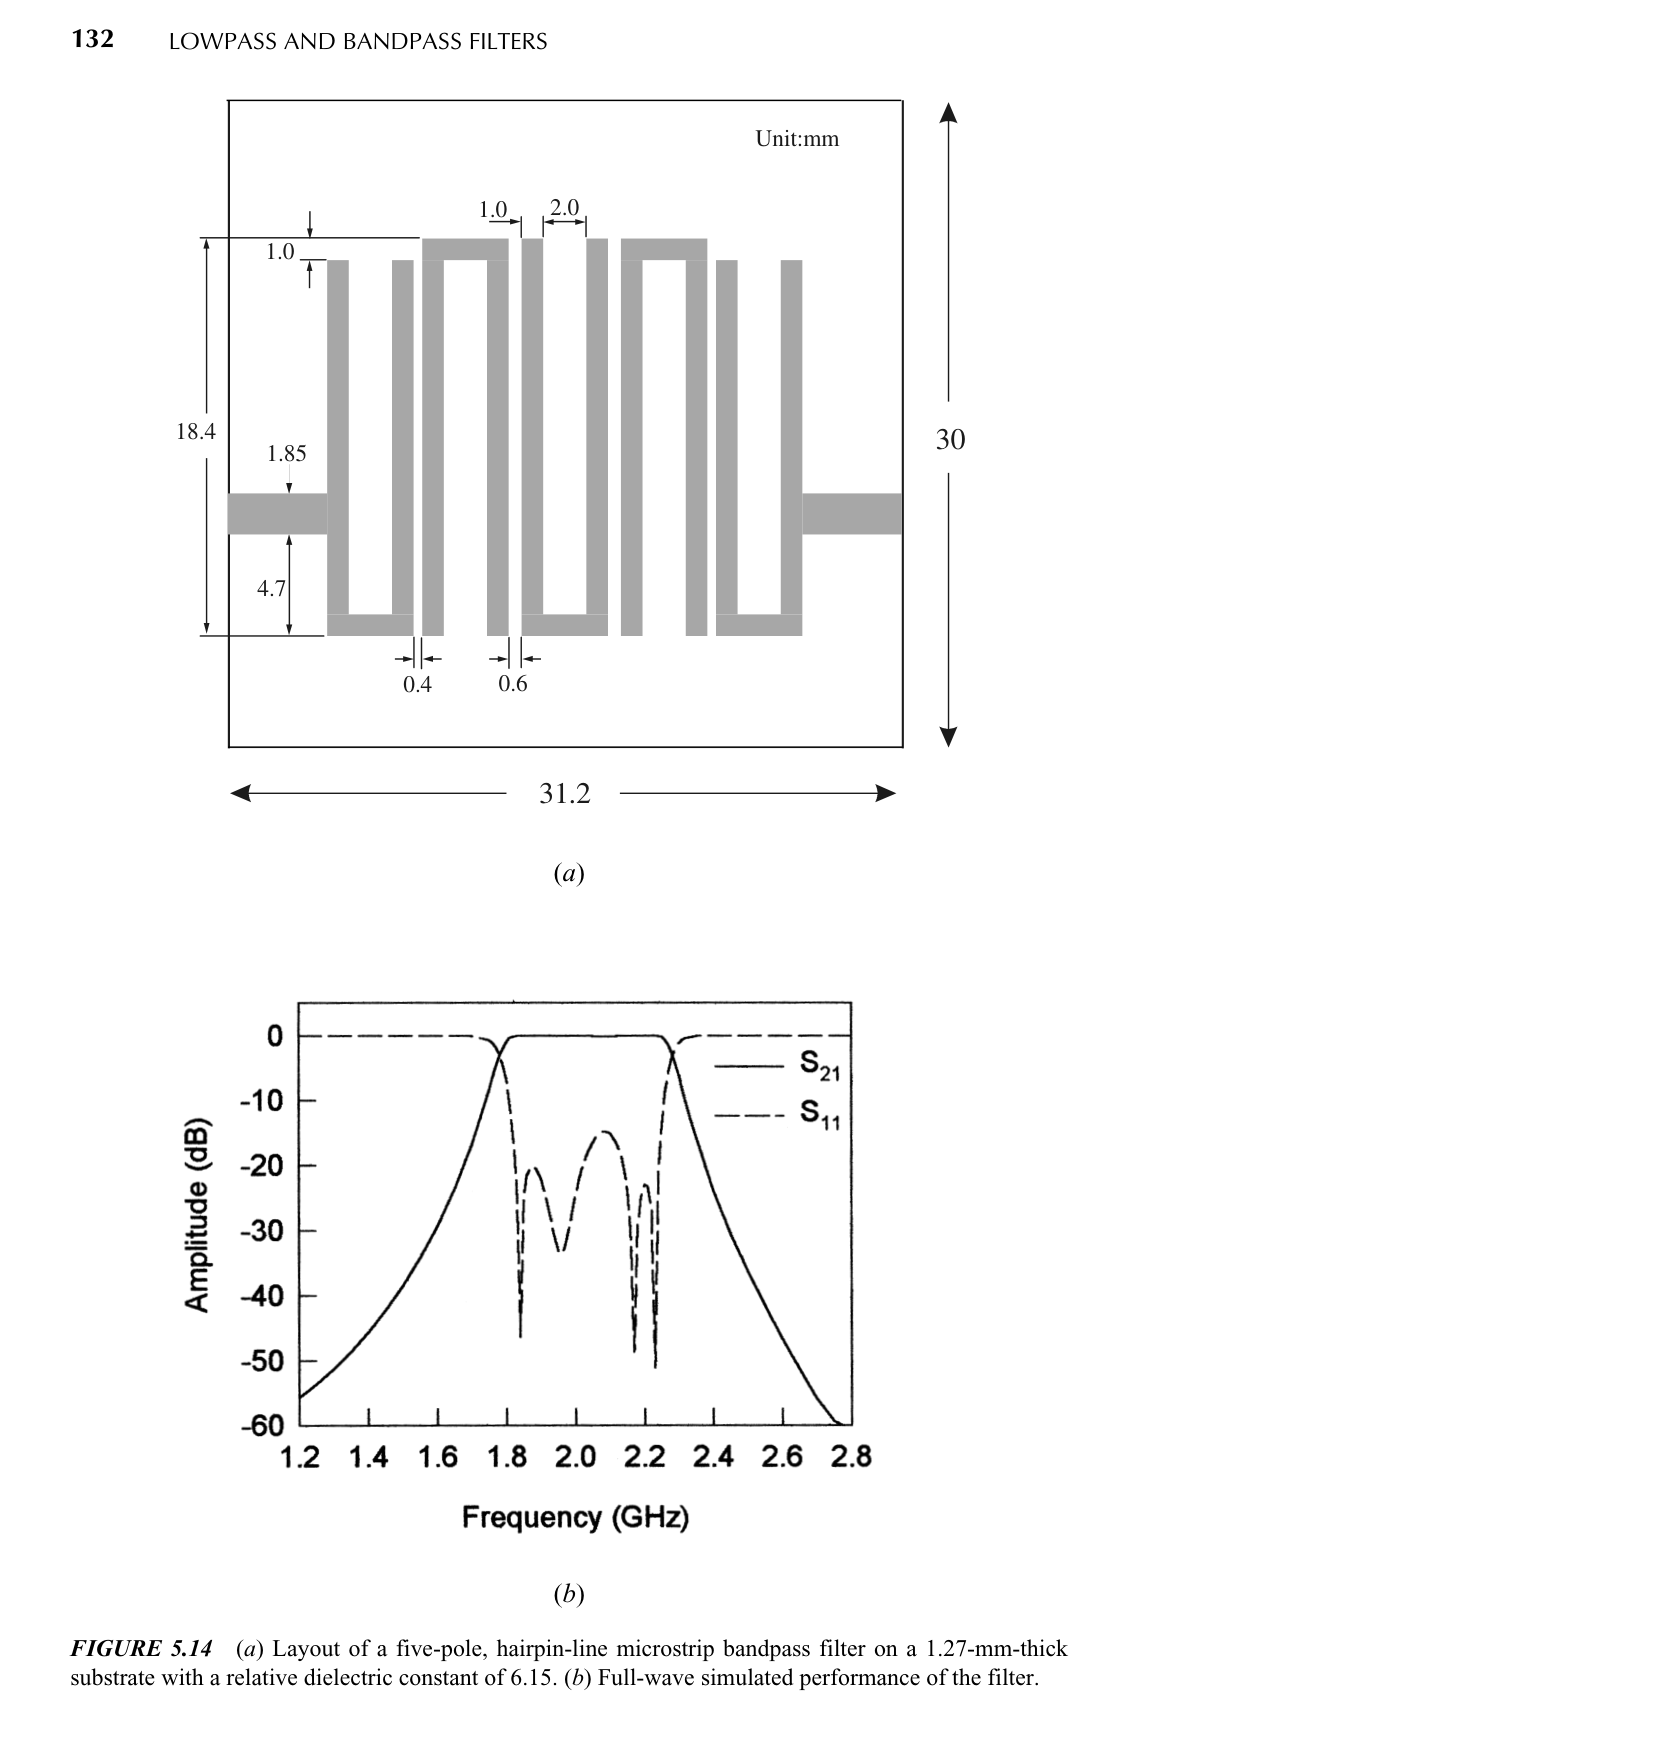 132 LOWPASS AND BANDPASS FILTERS
Unit:mm
1.0 2.0
1.0
18.4
30
1.85
4.7
0.4 0.6
31.2
(a)
0
S21
-10
S11
-20
-30
-40
-50
-60
Amplitude (dB)
1.2 1.4 1.6 1.8 2.0 2.2 2.4 2.6 2.8
Frequency (GHz)
(b)
FIGURE 5.14 (a) Layout of a five-pole, hairpin-line microstrip bandpass filter on a 1.27-mm-thick
substrate with a relative dielectric constant of 6.15. (b) Full-wave simulated performance of the filter.